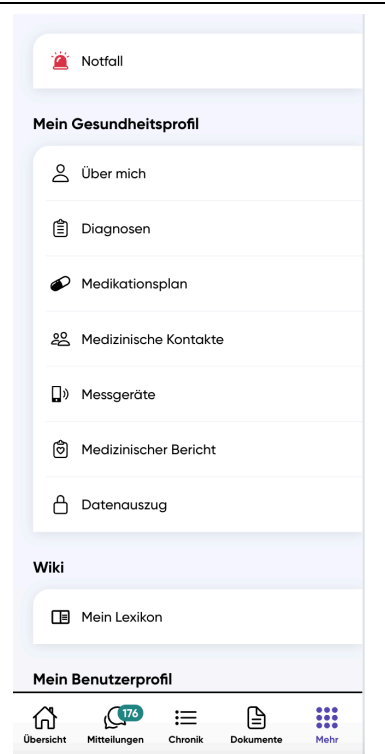 Notfall
Mein Gesundheitsprofil
Über mich
Diagnosen
Medikationsplan
Medizinische Kontakte
Messgeräte
Medizinischer Bericht
Datenauszug
Wiki
Mein Lexikon
Mein Benutzerprofil
176
Übersicht Mitteilungen Chronik Dokumente Mehr